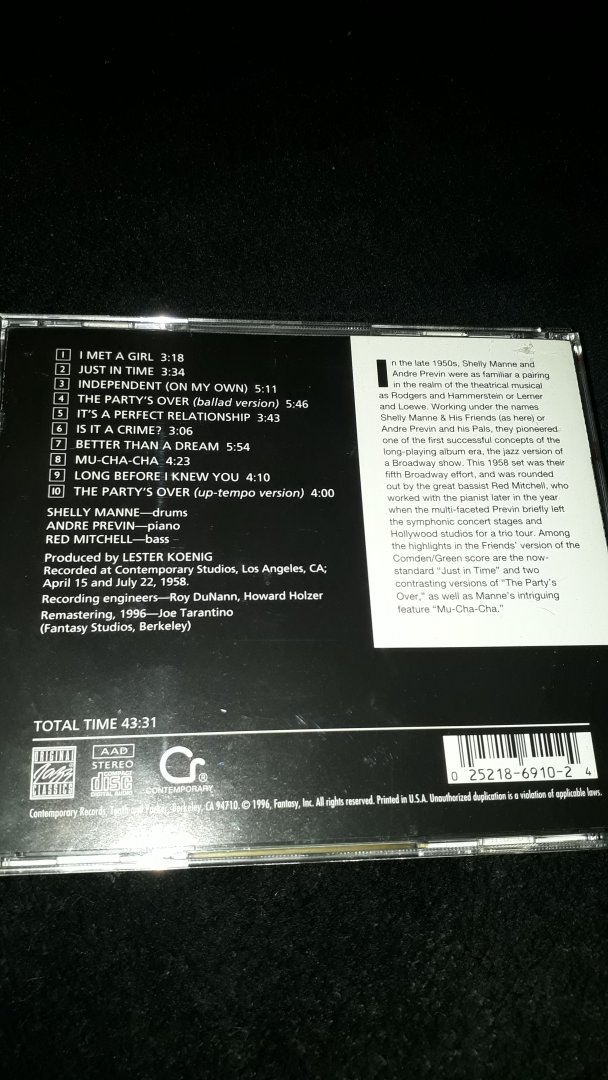 1 I MET A GIRL 3:18
2 JUST IN TIME 3:34
3 INDEPENDENT (ON MY OWN) 5:11
4 THE PARTY'S OVER (ballad version) 5:46
5 IT'S A PERFECT RELATIONSHIP 3:43
6 IS IT A CRIME? 3:06
7 BETTER THAN A DREAM 5:54
8 MU-CHA-CHA 4:23
9 LONG BEFORE I KNEW YOU 4:10
10 THE PARTY'S OVER (up-tempo version) 4:00
SHELLY MANNE—drums
ANDRE PREVIN—piano
RED MITCHELL—bass
Produced by LESTER KOENIG
Recorded at Contemporary Studios, Los Angeles, CA;
April 15 and July 22, 1958.
Recording engineers—Roy DuNann, Howard Holzer
Remastering, 1996—Joe Tarantino
(Fantasy Studios, Berkeley)
In the late 1950s, Shelly Manne and
Andre Previn were as familiar a pairing
in the realm of the theatrical musical
as Rodgers and Hammerstein or Lerner
and Loewe. Working under the names
Shelly Manne & His Friends (as here) or
Andre Previn and his Pals, they pioneered
one of the first successful concepts of the
long-playing album era, the jazz version of
a Broadway show. This 1958 set was their
fifth Broadway effort, and was rounded
out by the great bassist Red Mitchell, who
worked with the pianist later in the year
when the multi-faceted Previn briefly left
the symphonic concert stages and
Hollywood studios for a trio tour. Among
the highlights in the Friends' version of the
Comden/Green score are the now-
standard "Just in Time" and two
contrasting versions of "The Party's
Over," as well as Manne's intriguing
feature "Mu-Cha-Cha."
TOTAL TIME 43:31
ORIGINAL
Jazz
CLASSICS
AAD
STEREO
COMPACT
disc
DIGITAL AUDIO
Cr®
CONTEMPORARY
0 25218-6910-2 4
Contemporary Records, Tenth and Parker, Berkeley, CA 94710. © 1996, Fantasy, Inc. All rights reserved. Printed in U.S.A. Unauthorized duplication is a violation of applicable laws.